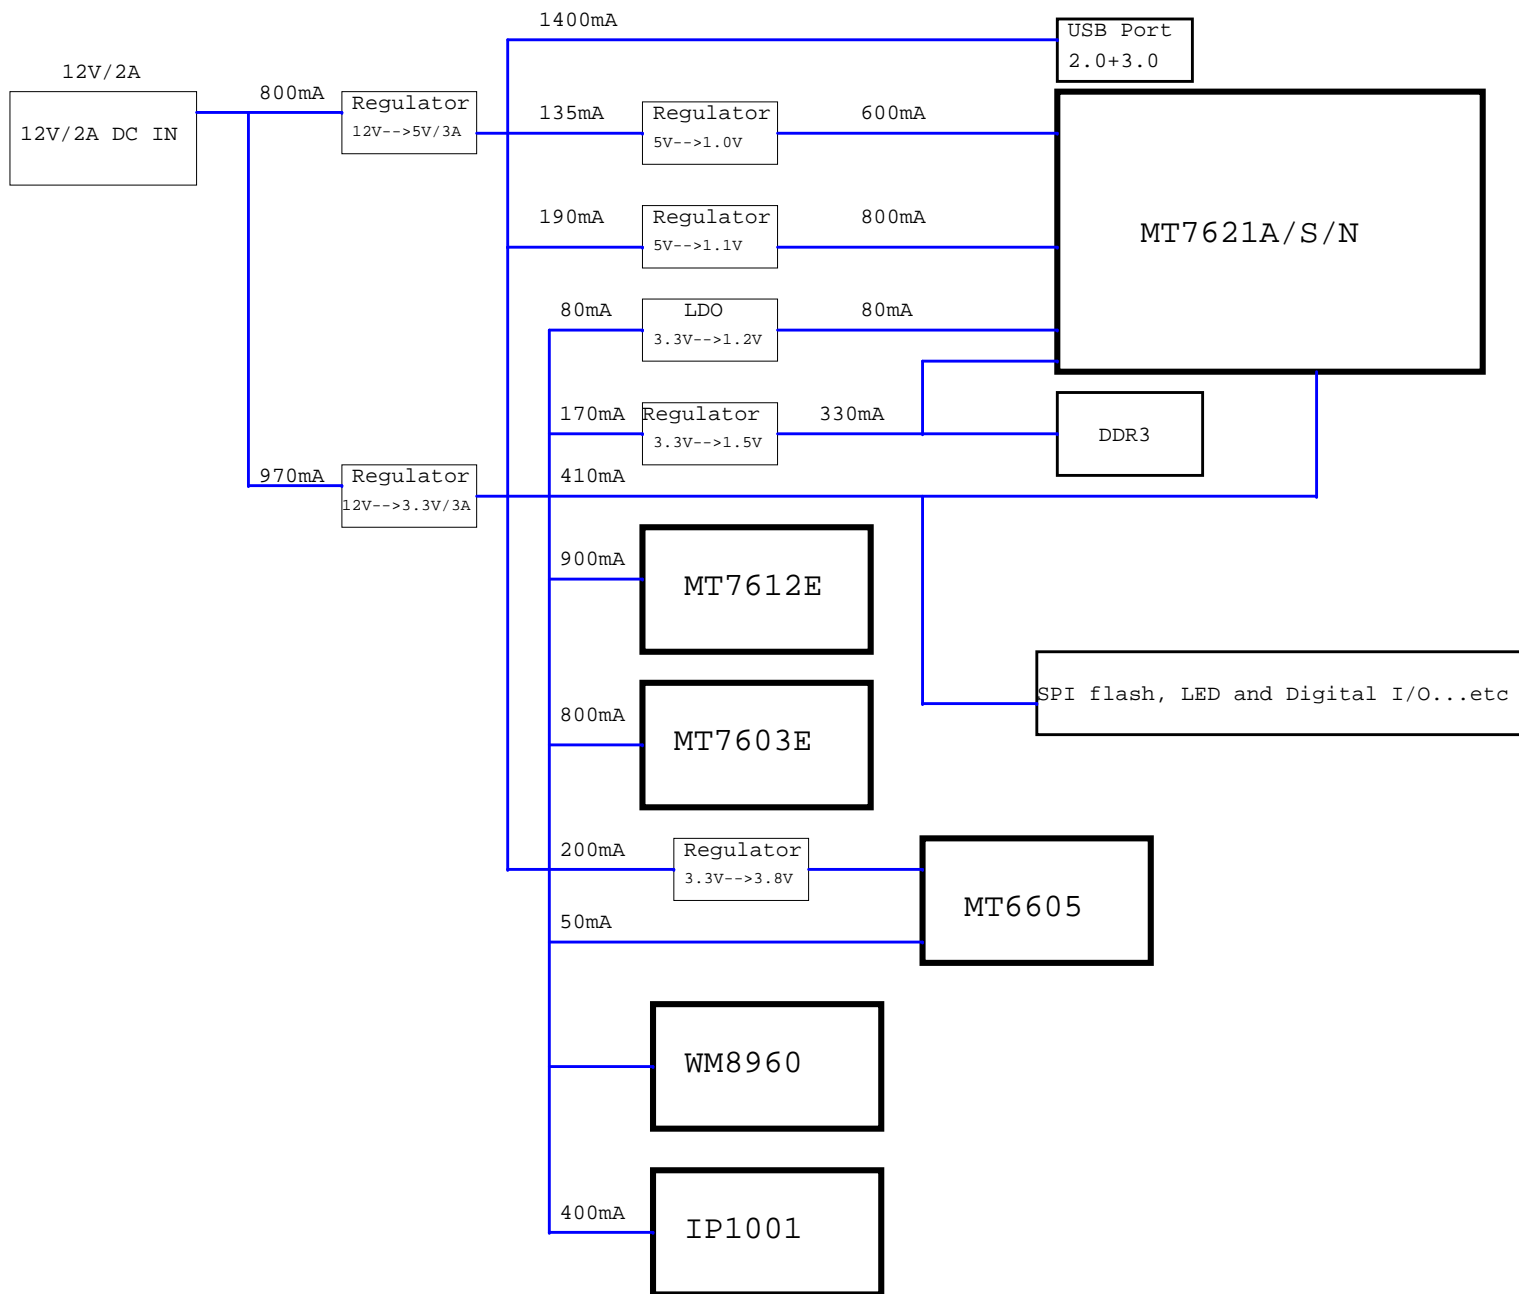 1400mA
USB Port
2.0+3.0
12V/2A
12V/2A DC IN
800mA
Regulator
12V-->5V/3A
135mA
Regulator
5V-->1.0V
600mA
190mA
Regulator
5V-->1.1V
800mA
MT7621A/S/N
80mA
LDO
3.3V-->1.2V
80mA
170mA
Regulator
3.3V-->1.5V
330mA
DDR3
970mA
Regulator
12V-->3.3V/3A
410mA
900mA
MT7612E
SPI flash, LED and Digital I/O...etc
800mA
MT7603E
200mA
Regulator
3.3V-->3.8V
MT6605
50mA
WM8960
400mA
IP1001